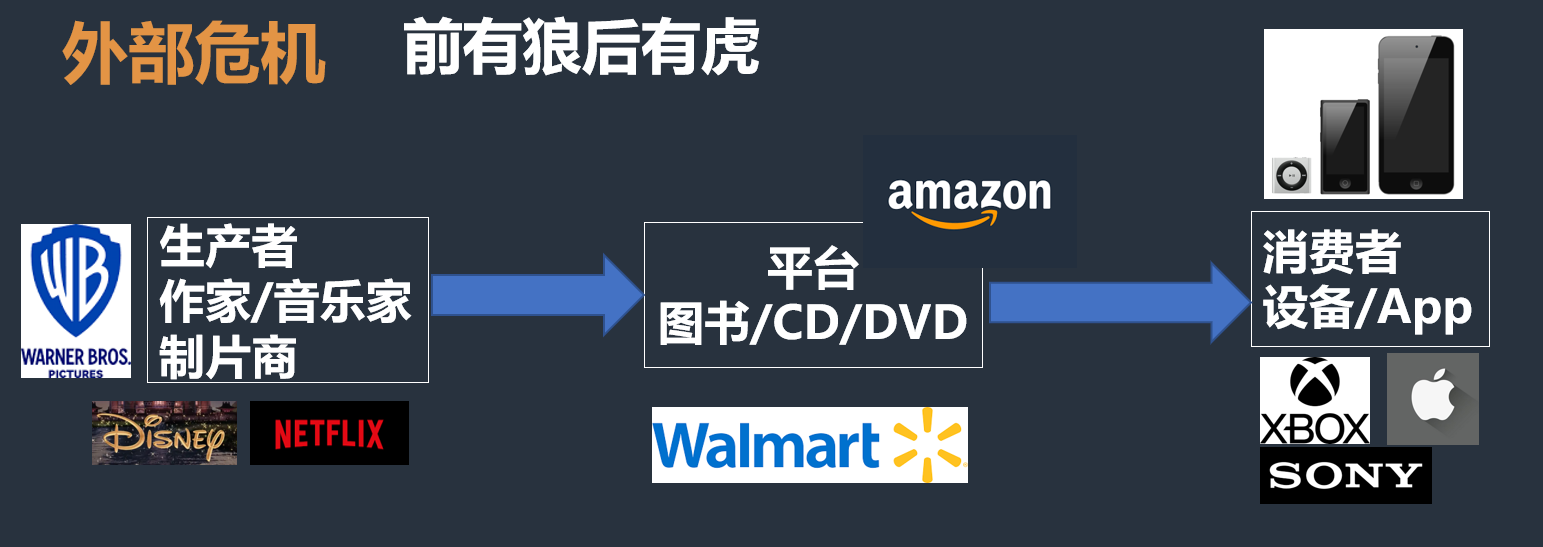 外部危机
前有狼后有虎
amazon
WB
WARNER BROS.
PICTURES
生产者
作家/音乐家
制片商
平台
图书/CD/DVD
消费者
设备/App
DISNEY
NETFLIX
Walmart
XBOX
SONY